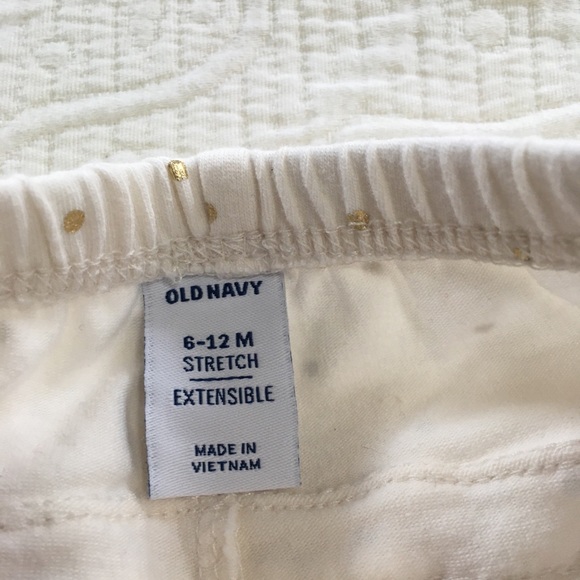 OLD NAVY
6-12 M
STRETCH
EXTENSIBLE
MADE IN
VIETNAM